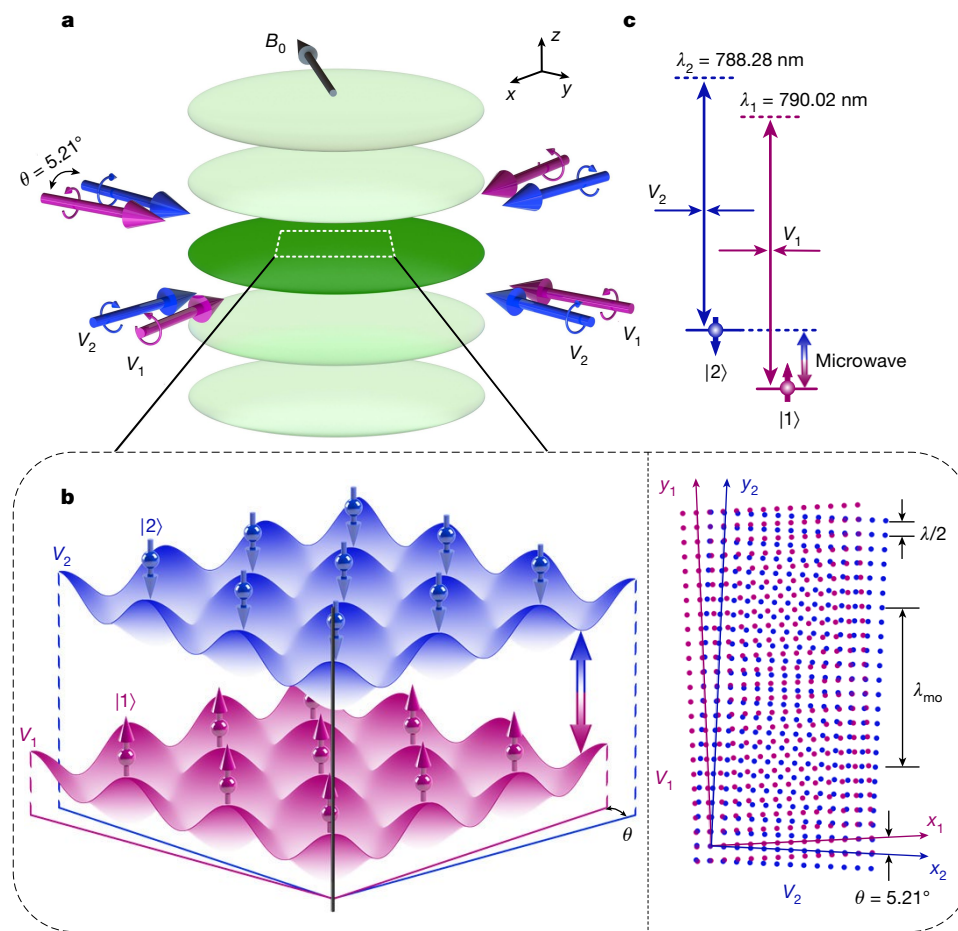 a
B0
z
x
y
θ = 5.21°
V2
V1
V2
V1
c
λ2 = 788.28 nm
λ1 = 790.02 nm
V2
V1
Microwave
|2⟩
|1⟩
b
|2⟩
V2
|1⟩
V1
θ
y1
y2
λ/2
λmo
V1
x1
x2
V2
θ = 5.21°